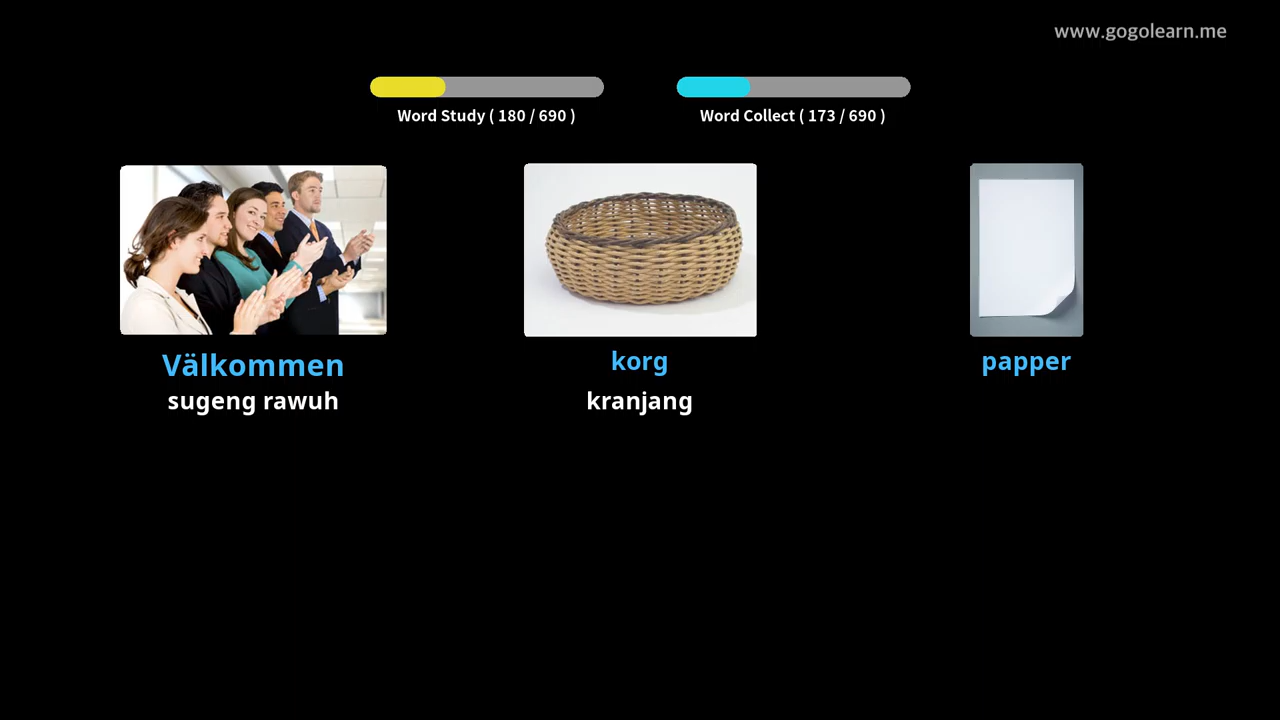 www.gogolearn.me
Word Study ( 180 / 690 )
Word Collect ( 173 / 690 )
Välkommen
sugeng rawuh
korg
kranjang
papper